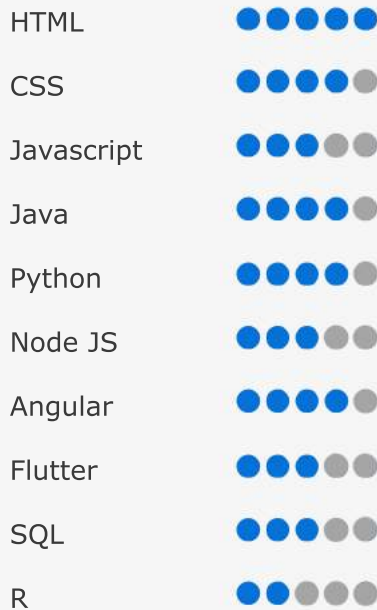 HTML
CSS
Javascript
Java
Python
Node JS
Angular
Flutter
SQL
R